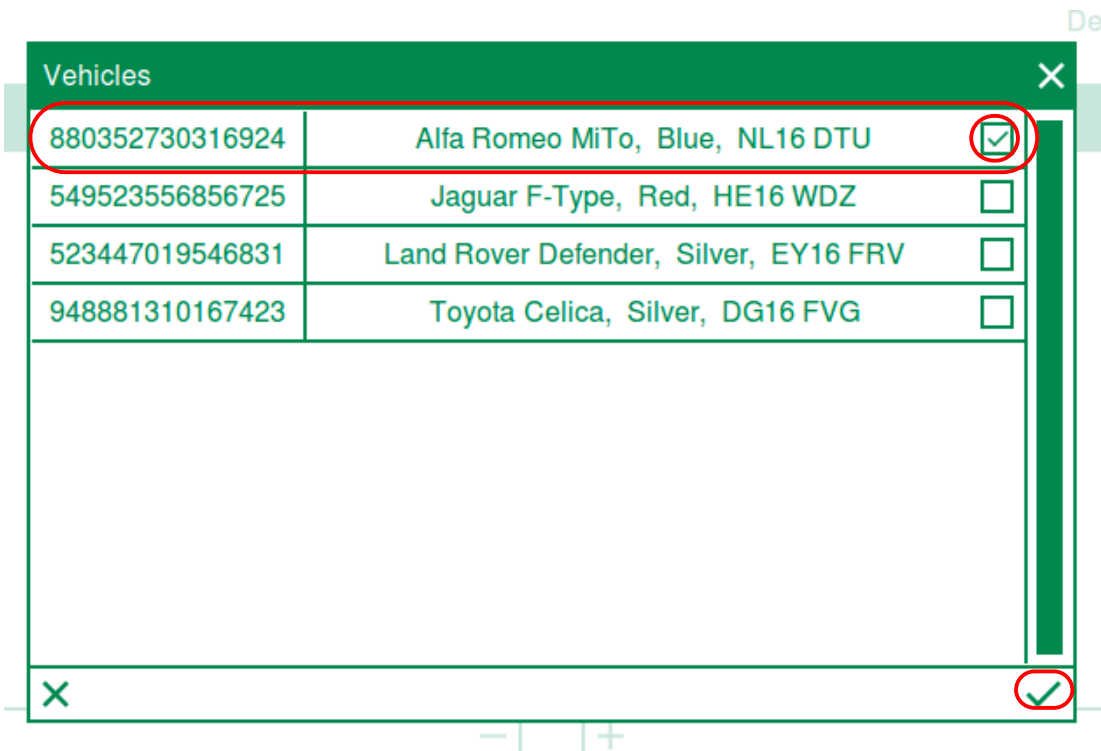 De
Vehicles
880352730316924 Alfa Romeo MiTo, Blue, NL16 DTU
549523556856725 Jaguar F-Type, Red, HE16 WDZ
523447019546831 Land Rover Defender, Silver, EY16 FRV
948881310167423 Toyota Celica, Silver, DG16 FVG